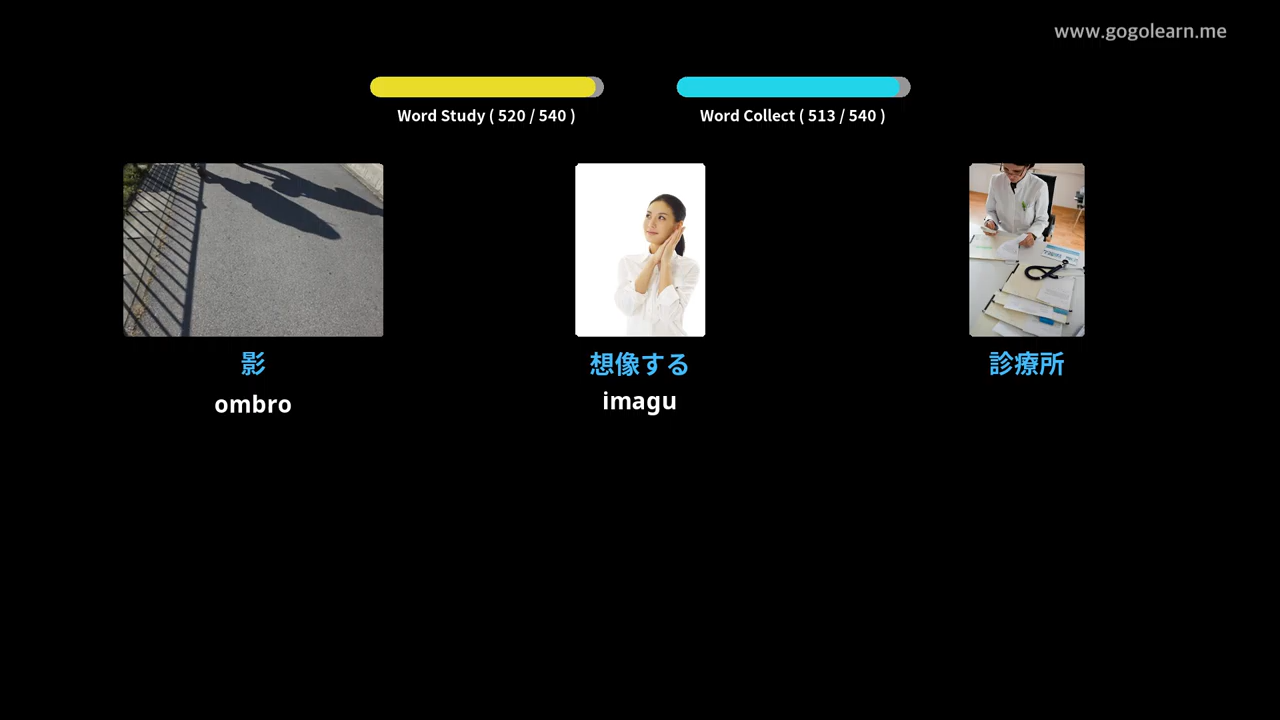 www.gogolearn.me
Word Study ( 520 / 540 )
Word Collect ( 513 / 540 )
影
想像する
診療所
ombro
imagu